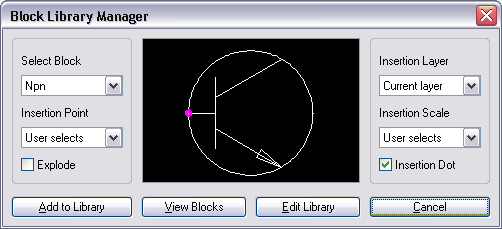 Block Library Manager
Select Block
Npn
Insertion Point
User selects
Explode
Insertion Layer
Current layer
Insertion Scale
User selects
Insertion Dot
Add to Library
View Blocks
Edit Library
Cancel